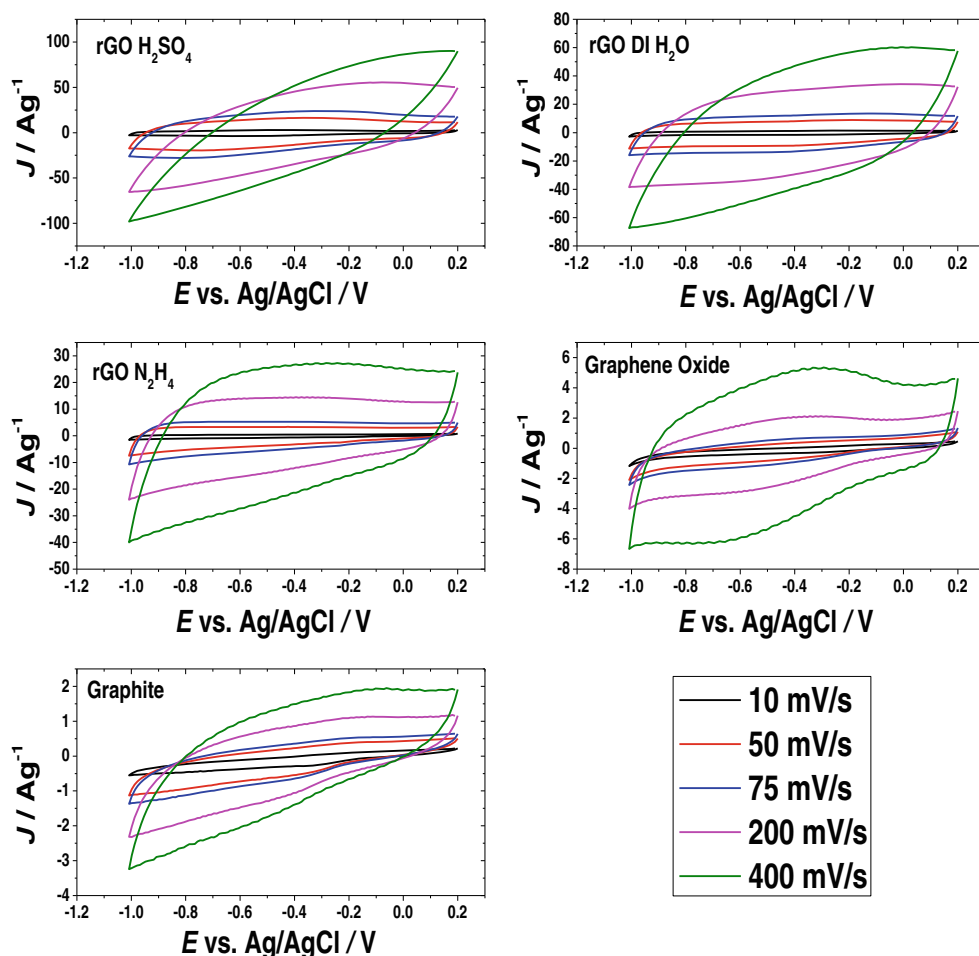 rGO H₂SO₄
100
50
0
-50
-100
J / Ag⁻¹
-1.2 -1.0 -0.8 -0.6 -0.4 -0.2 0.0 0.2
E vs. Ag/AgCl / V
rGO DI H₂O
80
60
40
20
0
-20
-40
-60
-80
J / Ag⁻¹
-1.2 -1.0 -0.8 -0.6 -0.4 -0.2 0.0 0.2
E vs. Ag/AgCl / V
rGO N₂H₄
30
20
10
0
-10
-20
-30
-40
-50
J / Ag⁻¹
-1.2 -1.0 -0.8 -0.6 -0.4 -0.2 0.0 0.2
E vs. Ag/AgCl / V
Graphene Oxide
6
4
2
0
-2
-4
-6
-8
J / Ag⁻¹
-1.2 -1.0 -0.8 -0.6 -0.4 -0.2 0.0 0.2
E vs. Ag/AgCl / V
Graphite
2
1
0
-1
-2
-3
-4
J / Ag⁻¹
-1.2 -1.0 -0.8 -0.6 -0.4 -0.2 0.0 0.2
E vs. Ag/AgCl / V
10 mV/s
50 mV/s
75 mV/s
200 mV/s
400 mV/s